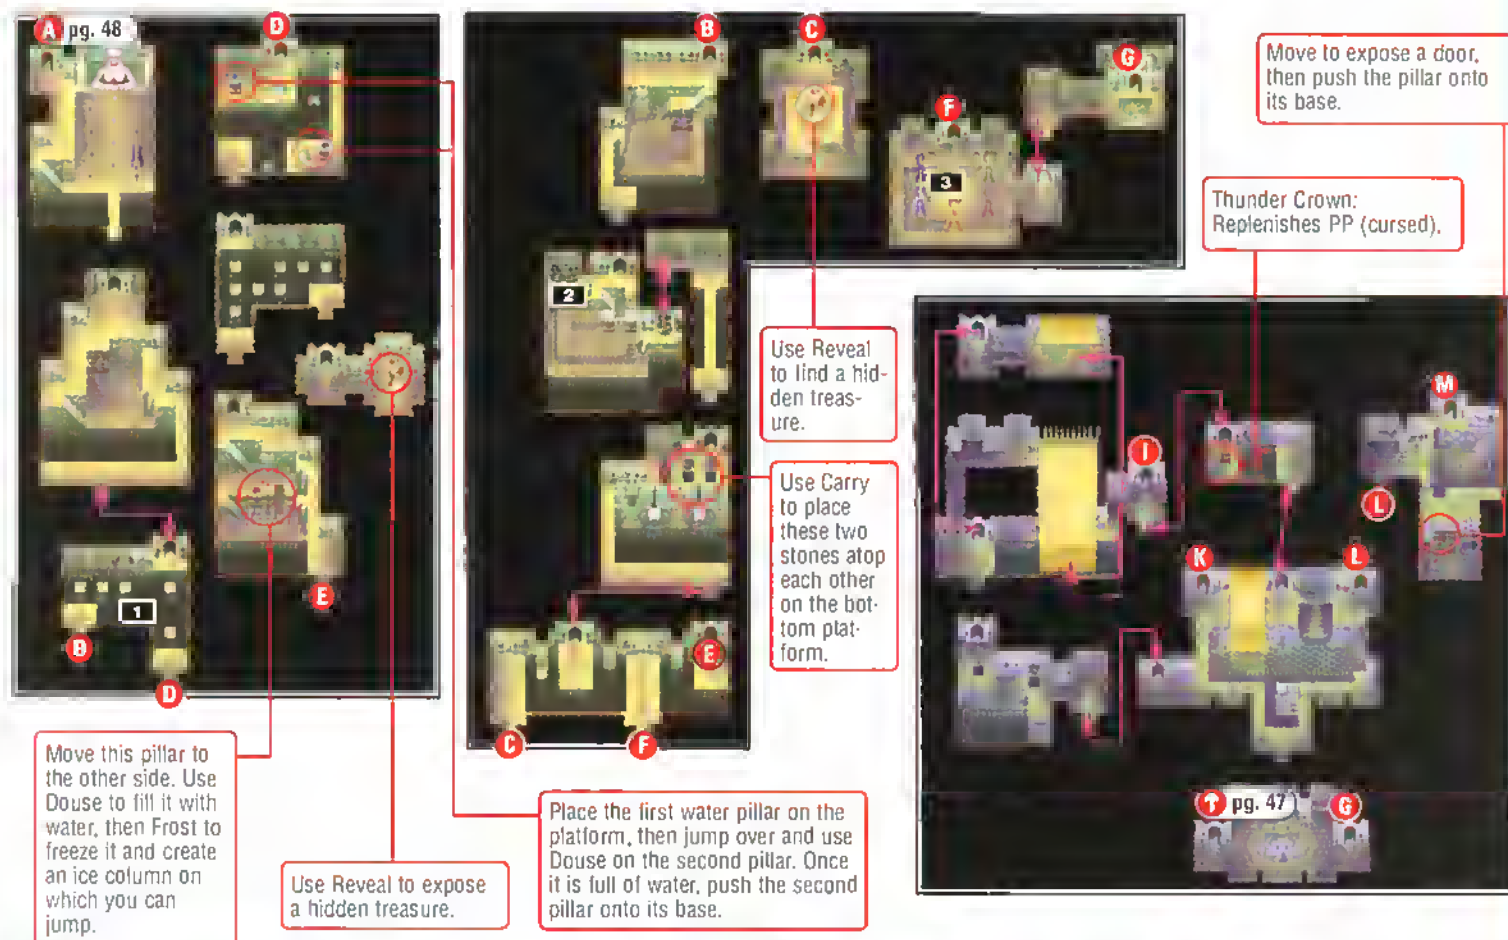 A pg. 48
D
B
C
G
F
3
Move to expose a door,
then push the pillar onto
its base.
Thunder Crown:
Replenishes PP (cursed).
2
Use Reveal
to find a hid-
den treas-
ure.
M
I
L
Use Carry
to place
these two
stones atop
each other
on the bot-
tom plat-
form.
K
L
1
B
E
D
E
C
F
↑ pg. 47
G
Move this pillar to
the other side. Use
Douse to fill it with
water, then Frost to
freeze it and create
an ice column on
which you can
jump.
Use Reveal to expose
a hidden treasure.
Place the first water pillar on the
platform, then jump over and use
Douse on the second pillar. Once
it is full of water, push the second
pillar onto its base.